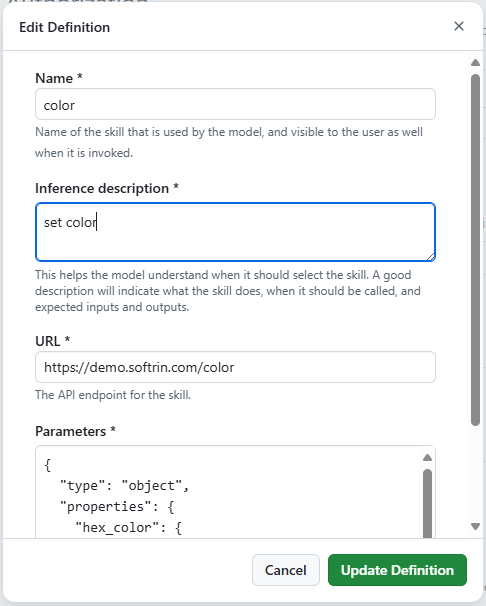 Authorization
Edit Definition
Name *
color
Name of the skill that is used by the model, and visible to the user as well
when it is invoked.
Inference description *
set color
This helps the model understand when it should select the skill. A good
description will indicate what the skill does, when it should be called, and
expected inputs and outputs.
URL *
https://demo.softrin.com/color
The API endpoint for the skill.
Parameters *
{
"type": "object",
"properties": {
"hex_color": {
Cancel
Update Definition